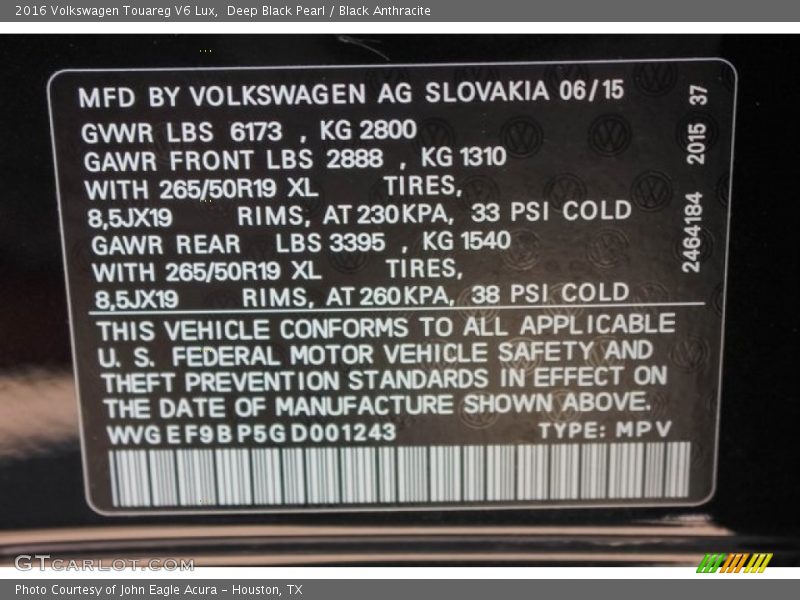 2016 Volkswagen Touareg V6 Lux,  Deep Black Pearl / Black Anthracite
MFD BY VOLKSWAGEN AG SLOVAKIA 06/15
GVWR LBS 6173 , KG 2800
GAWR FRONT LBS 2888 , KG 1310
WITH 265/50R19 XL TIRES,
8,5JX19 RIMS, AT 230KPA, 33 PSI COLD
GAWR REAR LBS 3395 , KG 1540
WITH 265/50R19 XL TIRES,
8,5JX19 RIMS, AT 260KPA, 38 PSI COLD
THIS VEHICLE CONFORMS TO ALL APPLICABLE
U. S. FEDERAL MOTOR VEHICLE SAFETY AND
THEFT PREVENTION STANDARDS IN EFFECT ON
THE DATE OF MANUFACTURE SHOWN ABOVE.
WVGEF9BP5GD001243 TYPE: MPV
2464184 2015 37
GTCARLOT.COM
Photo Courtesy of John Eagle Acura - Houston, TX